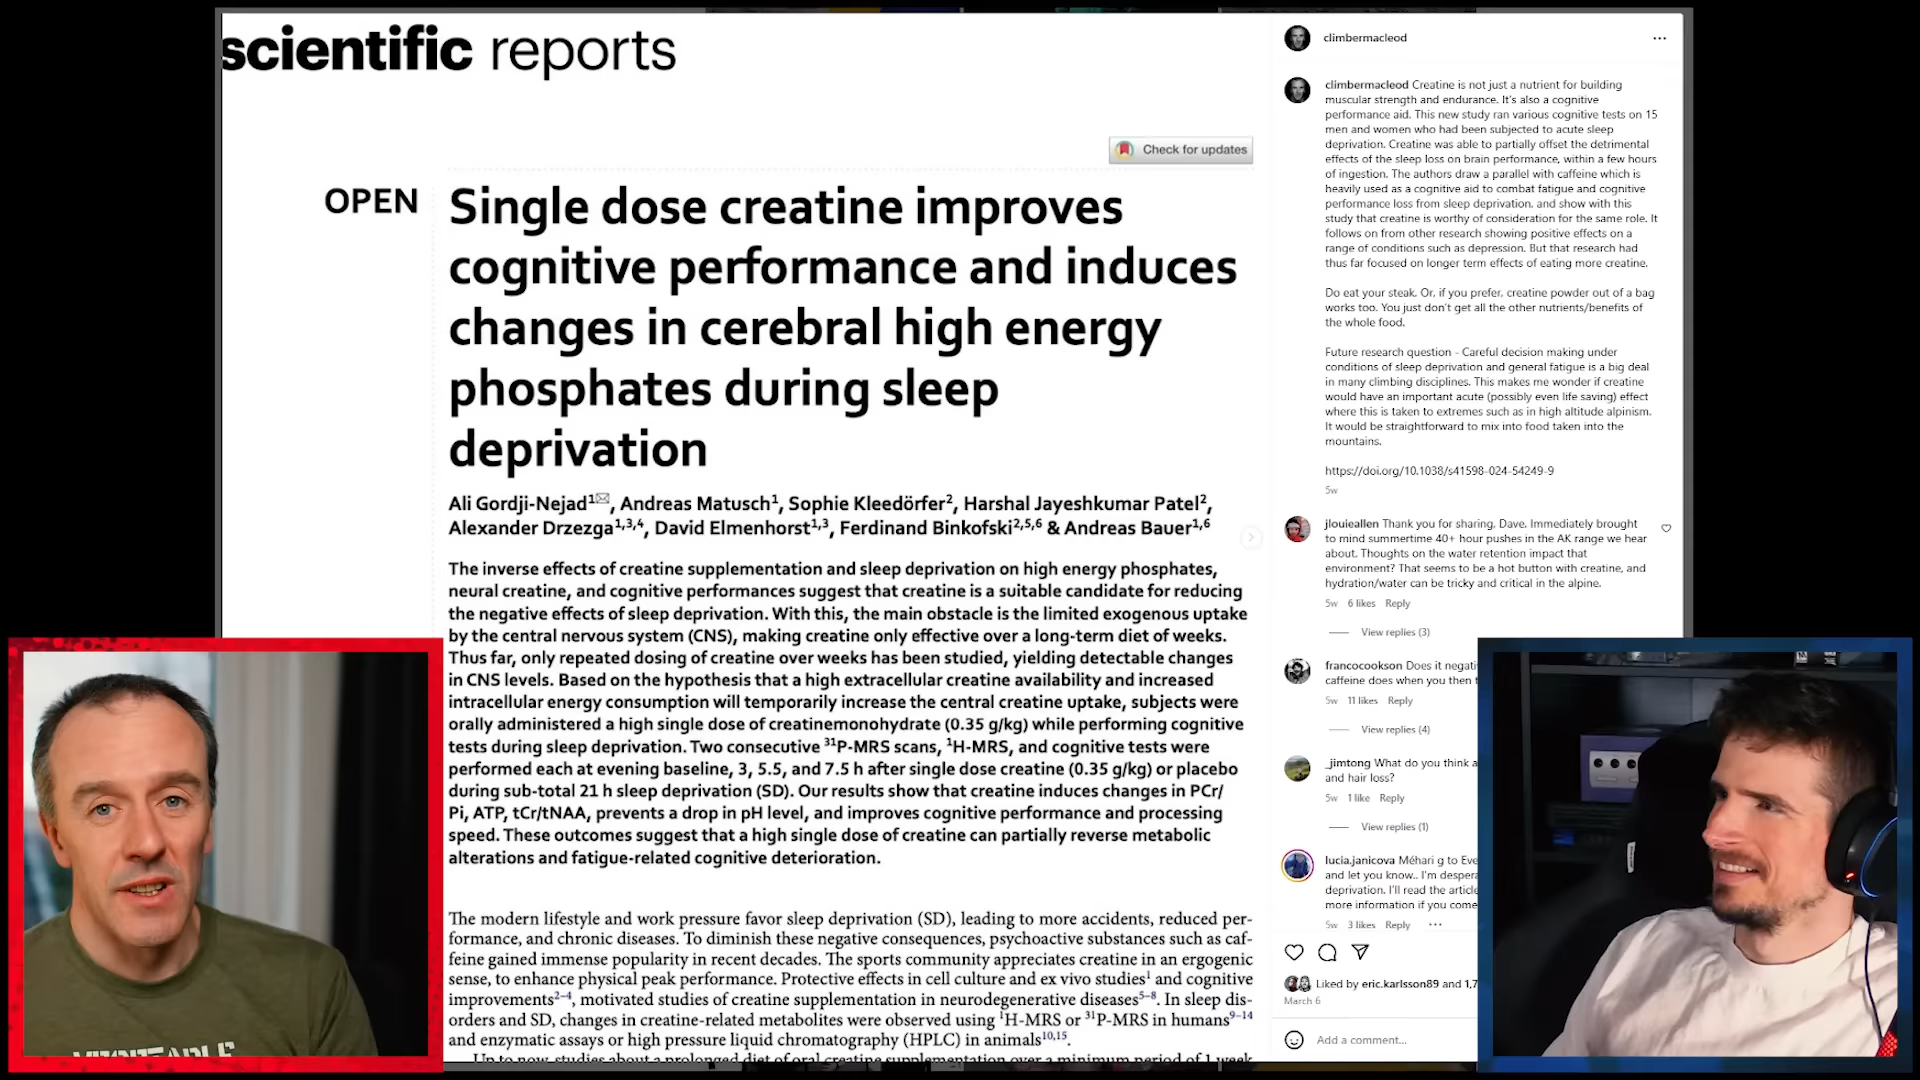 scientific reports
Check for updates
OPEN
Single dose creatine improves
cognitive performance and induces
changes in cerebral high energy
phosphates during sleep
deprivation
Ali Gordji-Nejad1✉, Andreas Matusch1, Sophie Kleedörfer2, Harshal Jayeshkumar Patel2,
Alexander Drzezga1,3,4, David Elmenhorst1,3, Ferdinand Binkofski2,5,6 & Andreas Bauer1,6
The inverse effects of creatine supplementation and sleep deprivation on high energy phosphates,
neural creatine, and cognitive performances suggest that creatine is a suitable candidate for reducing
the negative effects of sleep deprivation. With this, the main obstacle is the limited exogenous uptake
by the central nervous system (CNS), making creatine only effective over a long-term diet of weeks.
Thus far, only repeated dosing of creatine over weeks has been studied, yielding detectable changes
in CNS levels. Based on the hypothesis that a high extracellular creatine availability and increased
intracellular energy consumption will temporarily increase the central creatine uptake, subjects were
orally administered a high single dose of creatinemonohydrate (0.35 g/kg) while performing cognitive
tests during sleep deprivation. Two consecutive 31P-MRS scans, 1H-MRS, and cognitive tests were
performed each at evening baseline, 3, 5.5, and 7.5 h after single dose creatine (0.35 g/kg) or placebo
during sub-total 21 h sleep deprivation (SD). Our results show that creatine induces changes in PCr/
Pi, ATP, tCr/tNAA, prevents a drop in pH level, and improves cognitive performance and processing
speed. These outcomes suggest that a high single dose of creatine can partially reverse metabolic
alterations and fatigue-related cognitive deterioration.
The modern lifestyle and work pressure favor sleep deprivation (SD), leading to more accidents, reduced per-
formance, and chronic diseases. To diminish these negative consequences, psychoactive substances such as caf-
feine gained immense popularity in recent decades. The sports community appreciates creatine in an ergogenic
sense, to enhance physical peak performance. Protective effects in cell culture and ex vivo studies1 and cognitive
improvements2–4, motivated studies of creatine supplementation in neurodegenerative diseases5–8. In sleep dis-
orders and SD, changes in creatine-related metabolites were observed using 1H-MRS or 31P-MRS in humans9–14
and enzymatic assays or high pressure liquid chromatography (HPLC) in animals10,15.
Up to now, studies about a prolonged diet of oral creatine supplementation over a minimum period of 1 week
climbermacleod
climbermacleod Creatine is not just a nutrient for building
muscular strength and endurance. It's also a cognitive
performance aid. This new study ran various cognitive tests on 15
men and women who had been subjected to acute sleep
deprivation. Creatine was able to partially offset the detrimental
effects of the sleep loss on brain performance, within a few hours
of ingestion. The authors draw a parallel with caffeine which is
heavily used as a cognitive aid to combat fatigue and cognitive
performance loss from sleep deprivation, and show with this
study that creatine is worthy of consideration for the same role. It
follows on from other research showing positive effects on a
range of conditions such as depression. But that research had
thus far focused on longer term effects of eating more creatine.
Do eat your steak. Or, if you prefer, creatine powder out of a bag
works too. You just don't get all the other nutrients/benefits of
the whole food.
Future research question - Careful decision making under
conditions of sleep deprivation and general fatigue is a big deal
in many climbing disciplines. This makes me wonder if creatine
would have an important acute (possibly even life saving) effect
where this is taken to extremes such as in high altitude alpinism.
It would be straightforward to mix into food taken into the
mountains.
https://doi.org/10.1038/s41598-024-54249-9
5w
jlouieallen Thank you for sharing, Dave. Immediately brought
to mind summertime 40+ hour pushes in the AK range we hear
about. Thoughts on the water retention impact that
environment? That seems to be a hot button with creatine, and
hydration/water can be tricky and critical in the alpine.
5w 6 likes Reply
View replies (3)
francocookson Does it negati
caffeine does when you then t
5w 11 likes Reply
View replies (4)
_jimtong What do you think a
and hair loss?
5w 1 like Reply
View replies (1)
lucia.janicova Méhari g to Eve
and let you know.. I'm despera
deprivation. I'll read the article
more information if you come
5w 3 likes Reply
Liked by eric.karlsson89 and 1,7
March 6
Add a comment...